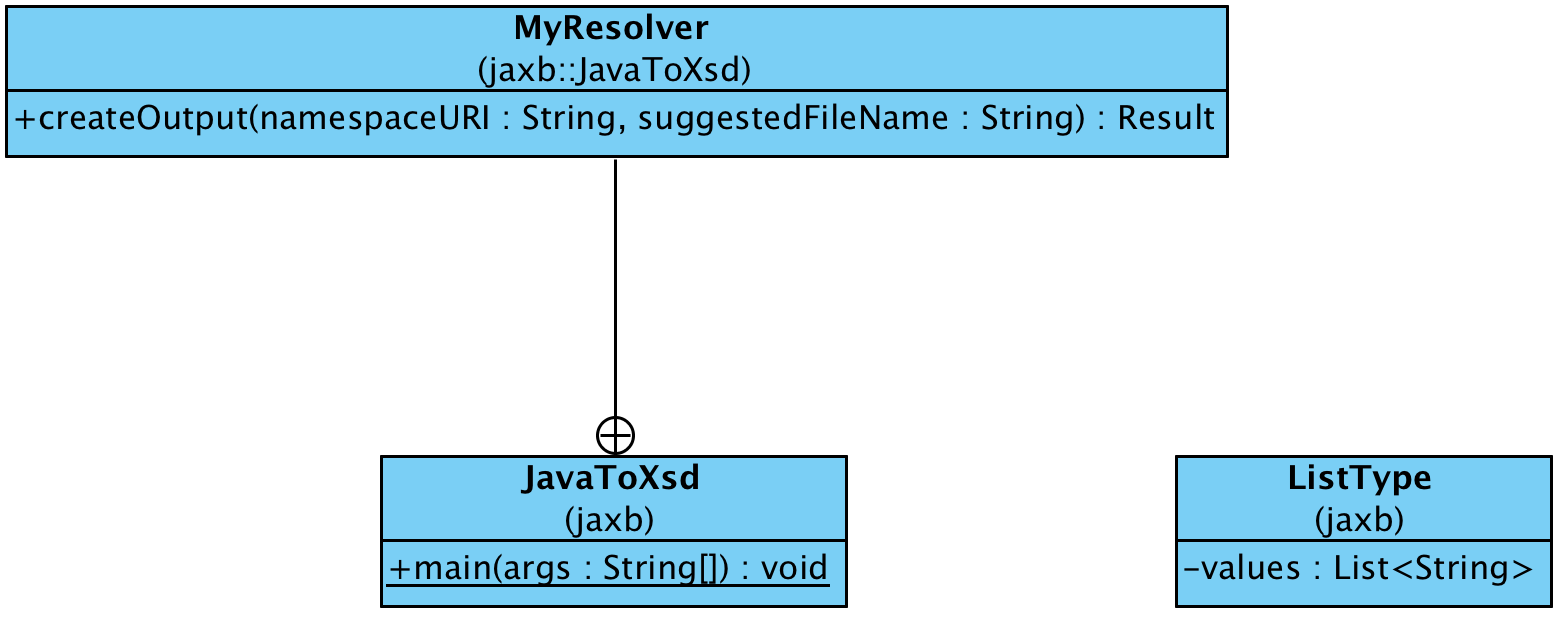 MyResolver
(jaxb::JavaToXsd)
+createOutput(namespaceURI : String, suggestedFileName : String) : Result
JavaToXsd
(jaxb)
+main(args : String[]) : void
ListType
(jaxb)
-values : List<String>